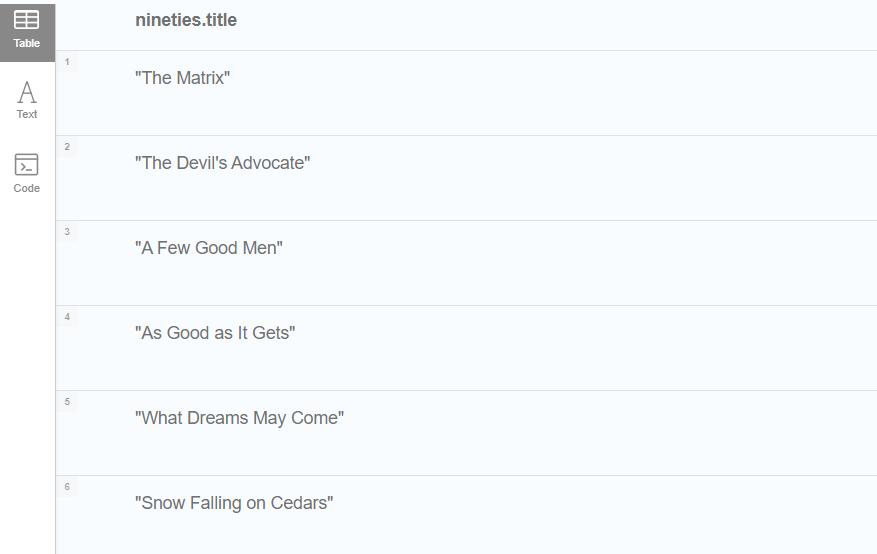 nineties.title
Table
1
"The Matrix"
Text
2
"The Devil's Advocate"
Code
3
"A Few Good Men"
4
"As Good as It Gets"
5
"What Dreams May Come"
6
"Snow Falling on Cedars"